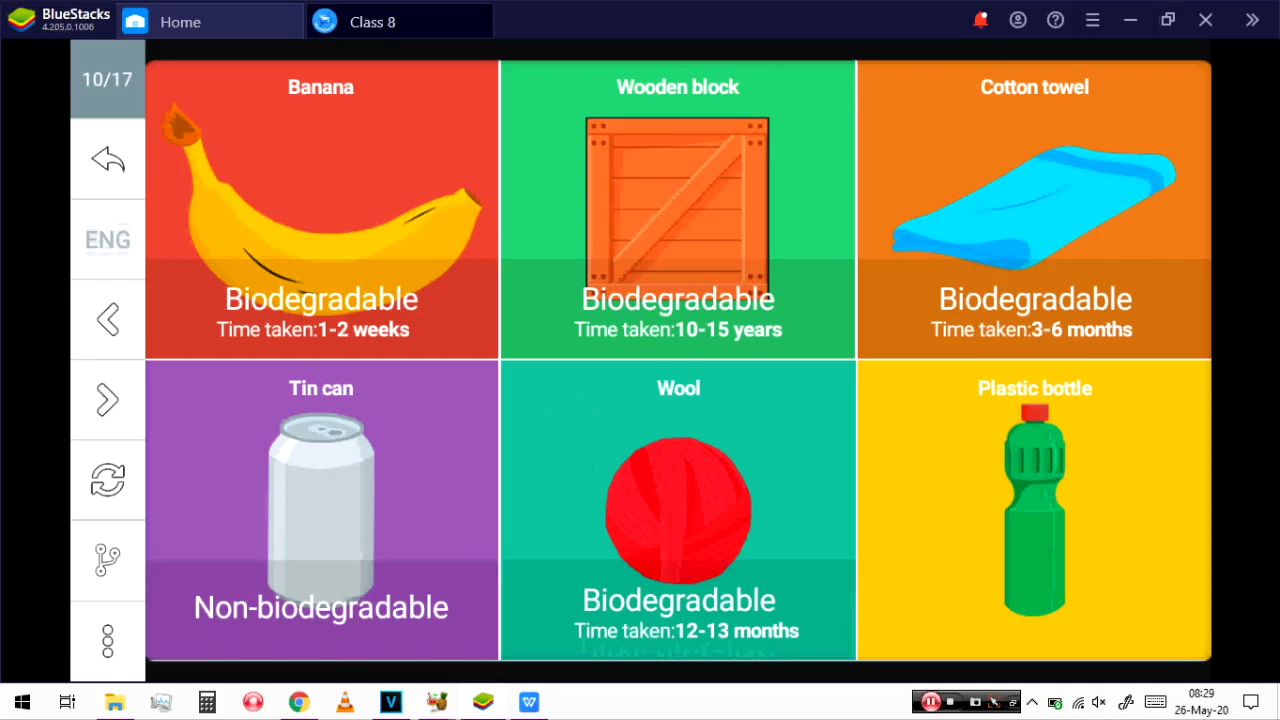 BlueStacks
4.205.0.1006
Home
Class 8
10/17
ENG
Banana
Biodegradable
Time taken:1-2 weeks
Wooden block
Biodegradable
Time taken:10-15 years
Cotton towel
Biodegradable
Time taken:3-6 months
Tin can
Non-biodegradable
Wool
Biodegradable
Time taken:12-13 months
Plastic bottle
08:29
26-May-20